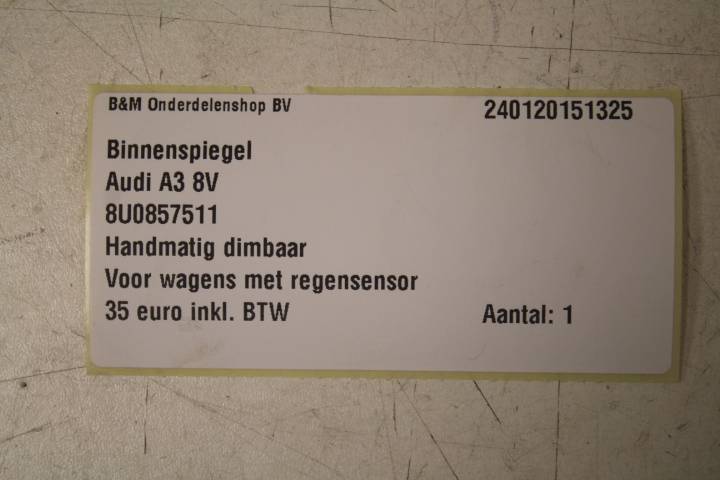 B&M Onderdelenshop BV 240120151325
Binnenspiegel
Audi A3 8V
8U0857511
Handmatig dimbaar
Voor wagens met regensensor
35 euro inkl. BTW Aantal: 1